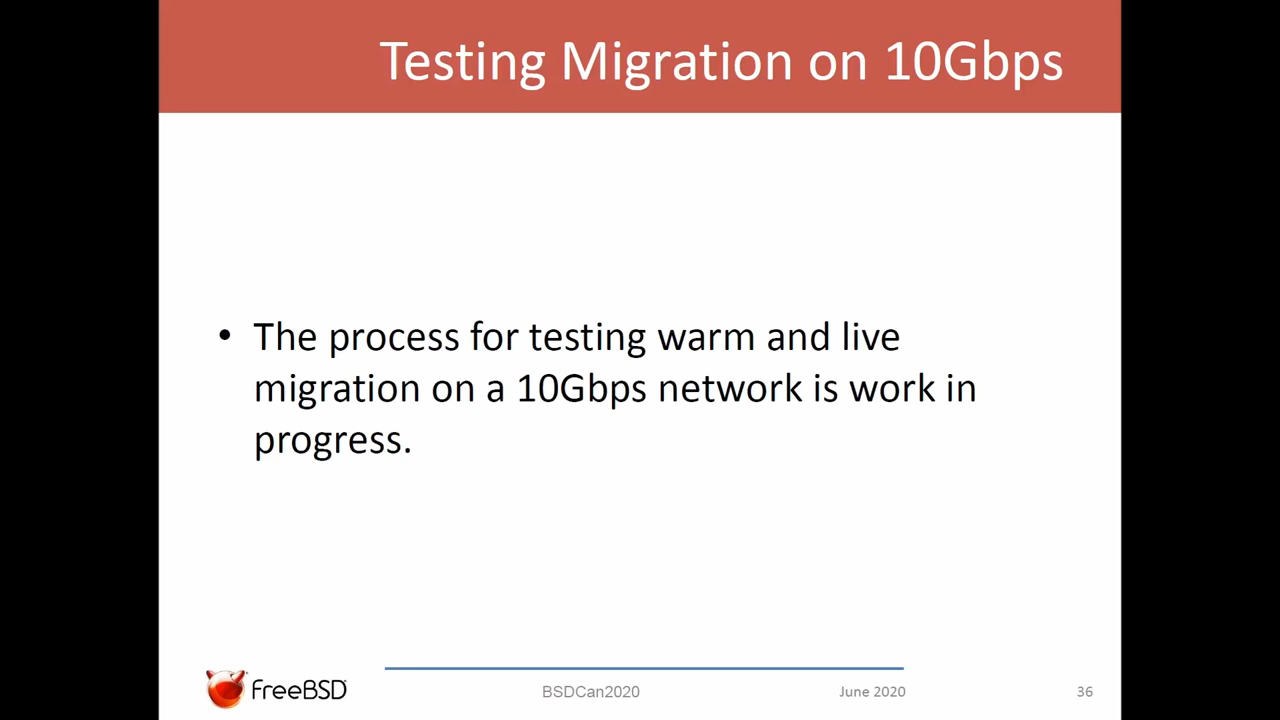 Testing Migration on 10Gbps
• The process for testing warm and live
migration on a 10Gbps network is work in
progress.
FreeBSD
BSDCan2020
June 2020
36